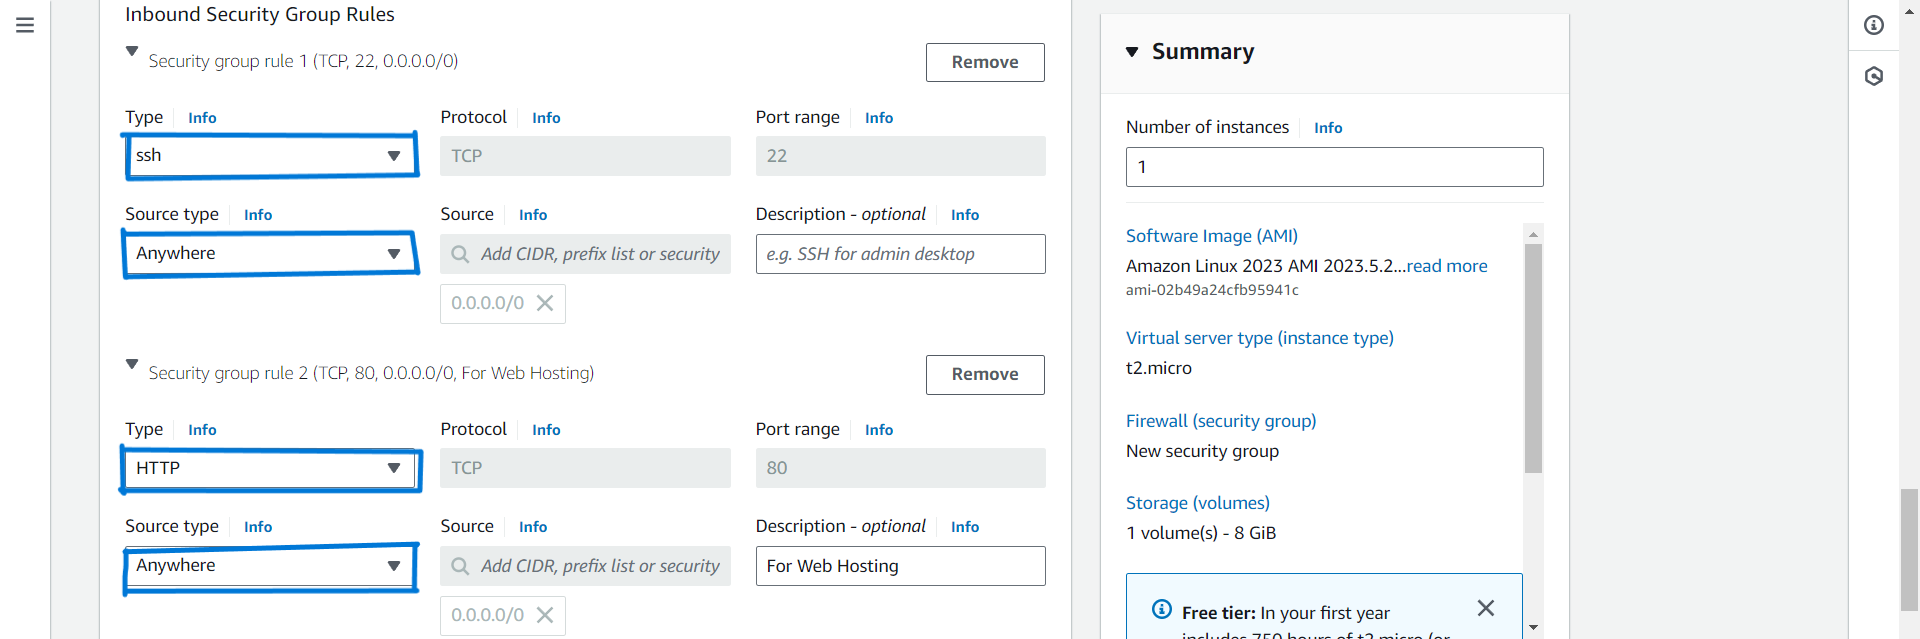 Inbound Security Group Rules
Security group rule 1 (TCP, 22, 0.0.0.0/0)
Remove
Type Info
Protocol Info
Port range Info
ssh
TCP
22
Source type Info
Source Info
Description - optional Info
Anywhere
Add CIDR, prefix list or security
e.g. SSH for admin desktop
0.0.0.0/0
Security group rule 2 (TCP, 80, 0.0.0.0/0, For Web Hosting)
Remove
Type Info
Protocol Info
Port range Info
HTTP
TCP
80
Source type Info
Source Info
Description - optional Info
Anywhere
Add CIDR, prefix list or security
For Web Hosting
0.0.0.0/0
Summary
Number of instances Info
1
Software Image (AMI)
Amazon Linux 2023 AMI 2023.5.2...read more
ami-02b49a24cfb95941c
Virtual server type (instance type)
t2.micro
Firewall (security group)
New security group
Storage (volumes)
1 volume(s) - 8 GiB
Free tier: In your first year
includes 750 hours of t2.micro (or